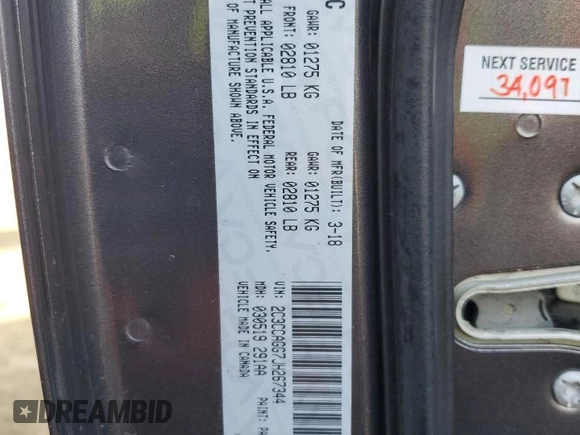 C
DATE OF MFR(BUILT): 3-18
GAWR: 01275 KG GAWR: 01275 KG
FRONT: 02810 LB REAR: 02810 LB
ALL APPLICABLE U.S.A. FEDERAL MOTOR VEHICLE SAFETY,
T PREVENTION STANDARDS IN EFFECT ON
OF MANUFACTURE SHOWN ABOVE.
VIN: 2C3CCAGG7JH267344
MDH: 030519 291AA
VEHICLE MADE IN CANADA
PAINT:
NEXT SERVICE
34,097
DREAMBID